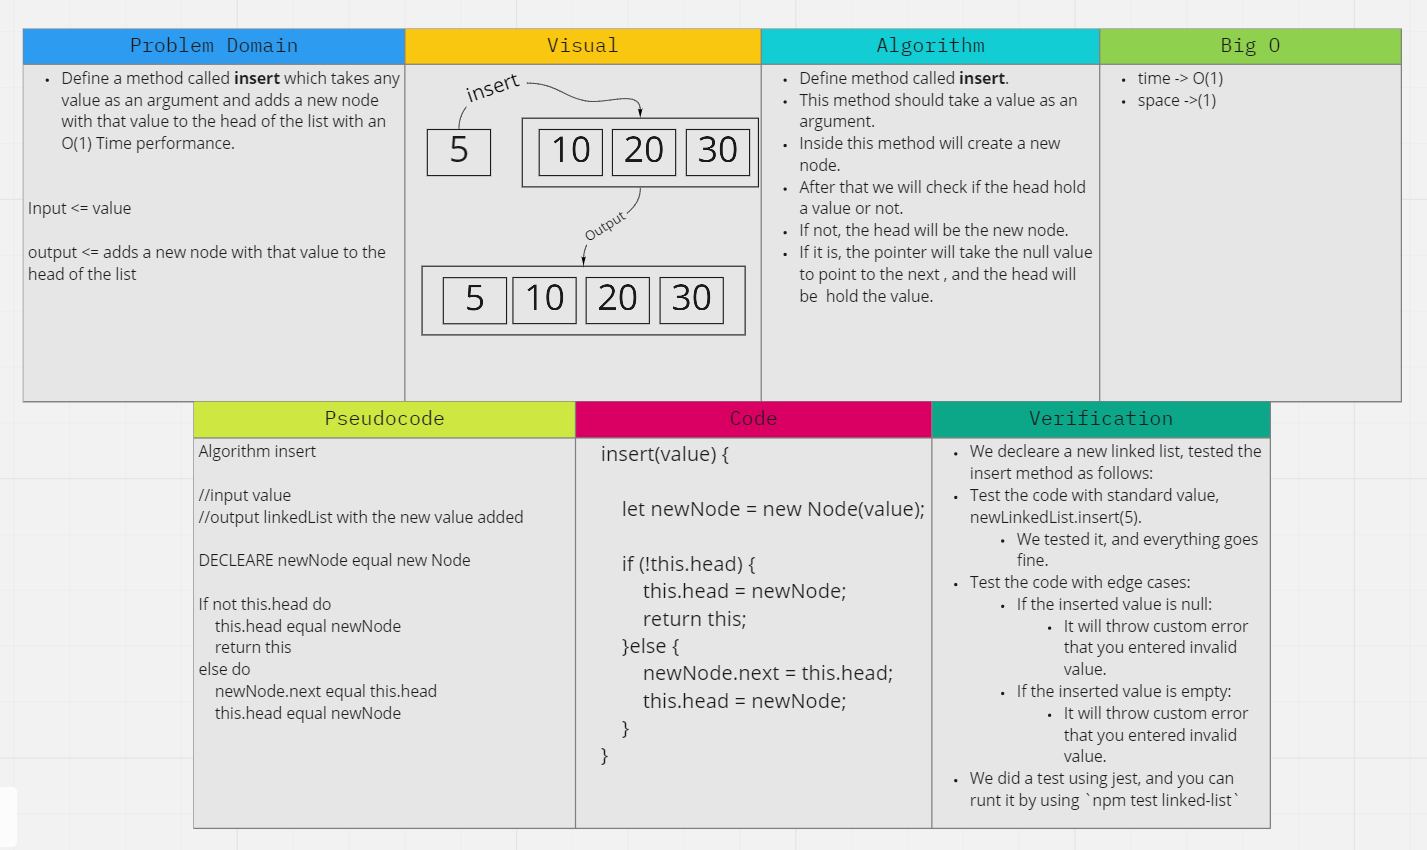 Problem Domain
• Define a method called insert which takes any
value as an argument and adds a new node
with that value to the head of the list with an
O(1) Time performance.
Input <= value
output <= adds a new node with that value to the
head of the list
Visual
insert
5
10 20 30
Output
5 10 20 30
Algorithm
• Define method called insert.
• This method should take a value as an
argument.
• Inside this method will create a new
node.
• After that we will check if the head hold
a value or not.
• If not, the head will be the new node.
• If it is, the pointer will take the null value
to point to the next , and the head will
be  hold the value.
Big O
• time -> O(1)
• space ->(1)
Pseudocode
Algorithm insert
//input value
//output linkedList with the new value added
DECLEARE newNode equal new Node
If not this.head do
this.head equal newNode
return this
else do
newNode.next equal this.head
this.head equal newNode
Code
insert(value) {
let newNode = new Node(value);
if (!this.head) {
this.head = newNode;
return this;
}else {
newNode.next = this.head;
this.head = newNode;
}
}
Verification
• We decleare a new linked list, tested the
insert method as follows:
• Test the code with standard value,
newLinkedList.insert(5).
• We tested it, and everything goes
fine.
• Test the code with edge cases:
• If the inserted value is null:
• It will throw custom error
that you entered invalid
value.
• If the inserted value is empty:
• It will throw custom error
that you entered invalid
value.
• We did a test using jest, and you can
runt it by using `npm test linked-list`